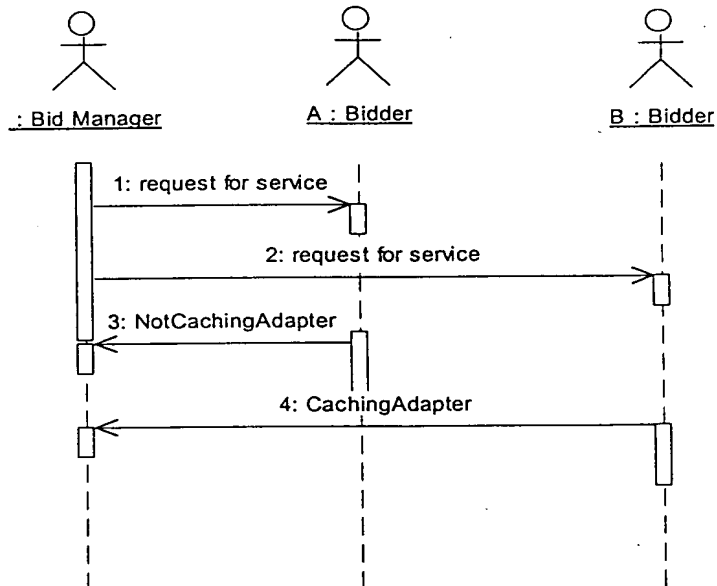 : Bid Manager
A : Bidder
B : Bidder
1: request for service
2: request for service
3: NotCachingAdapter
4: CachingAdapter